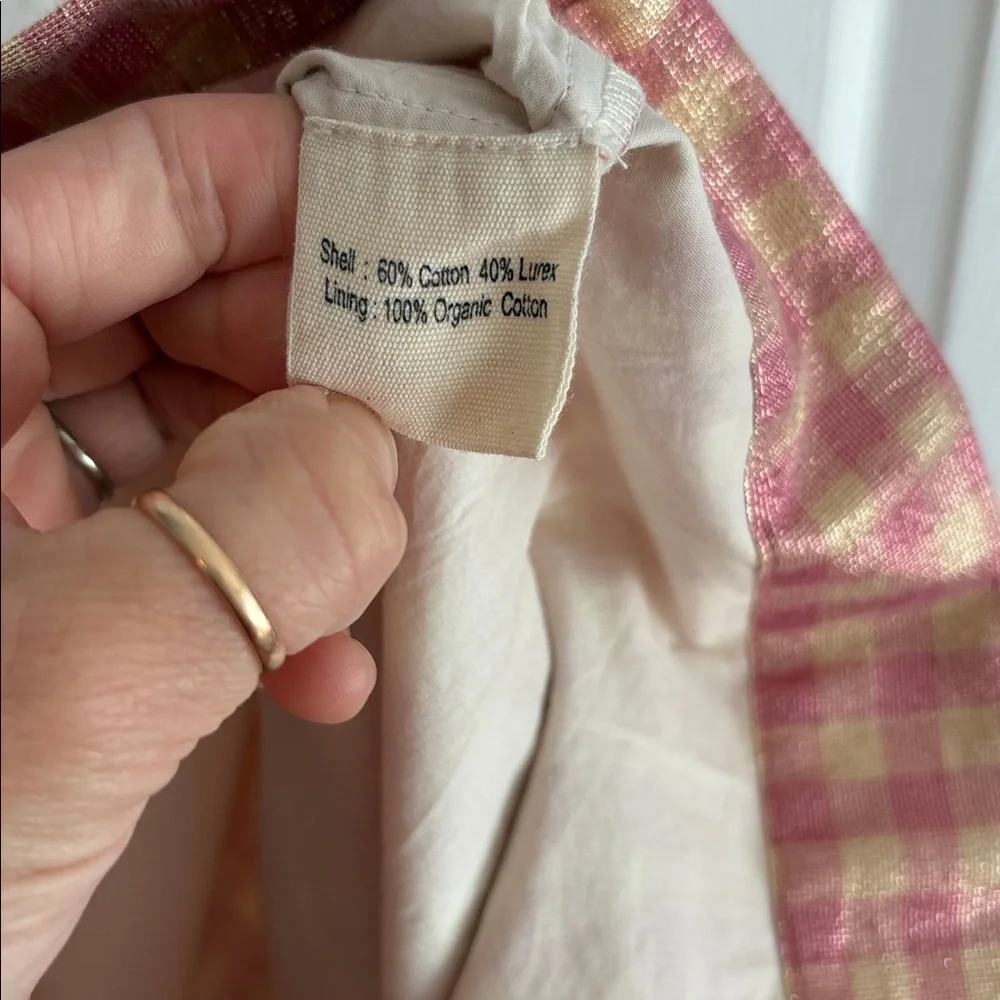 Shell : 60% Cotton 40% Lurex
Lining : 100% Organic Cotton